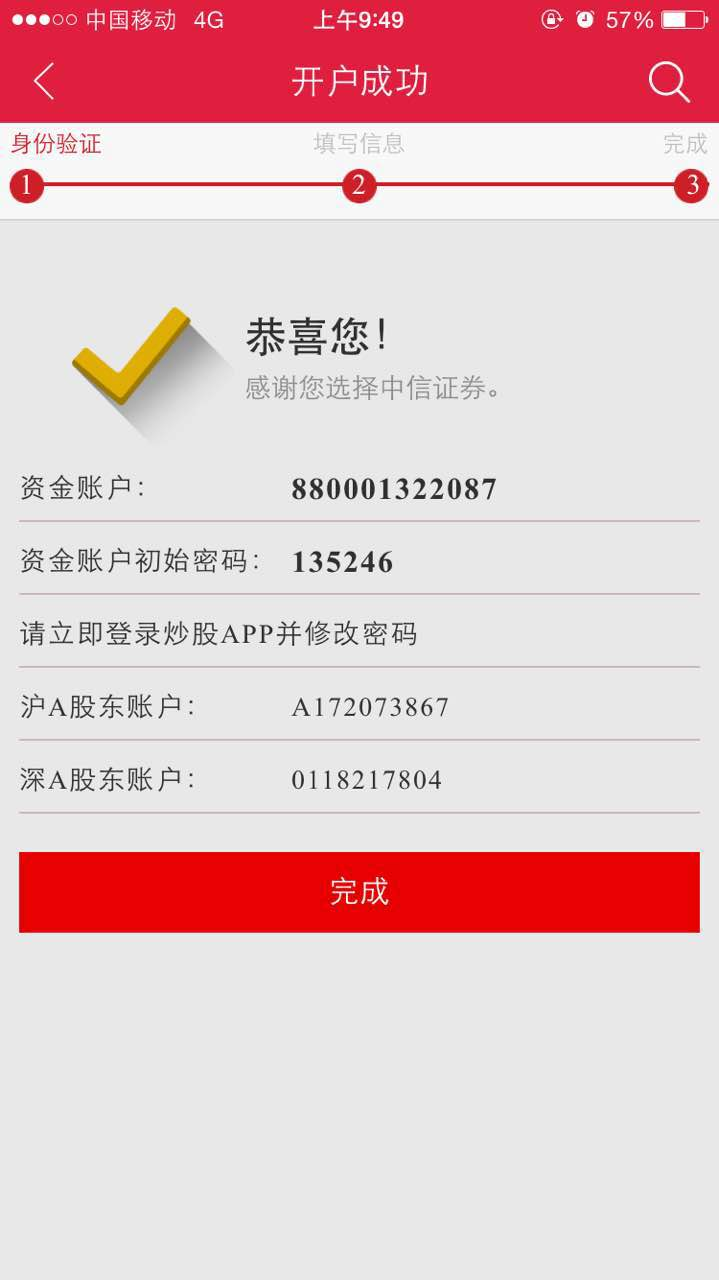 中国移动 4G 上午9:49 57%
开户成功
身份验证 填写信息 完成
1 2 3
恭喜您！
感谢您选择中信证券。
资金账户： 880001322087
资金账户初始密码： 135246
请立即登录炒股APP并修改密码
沪A股东账户： A172073867
深A股东账户： 0118217804
完成